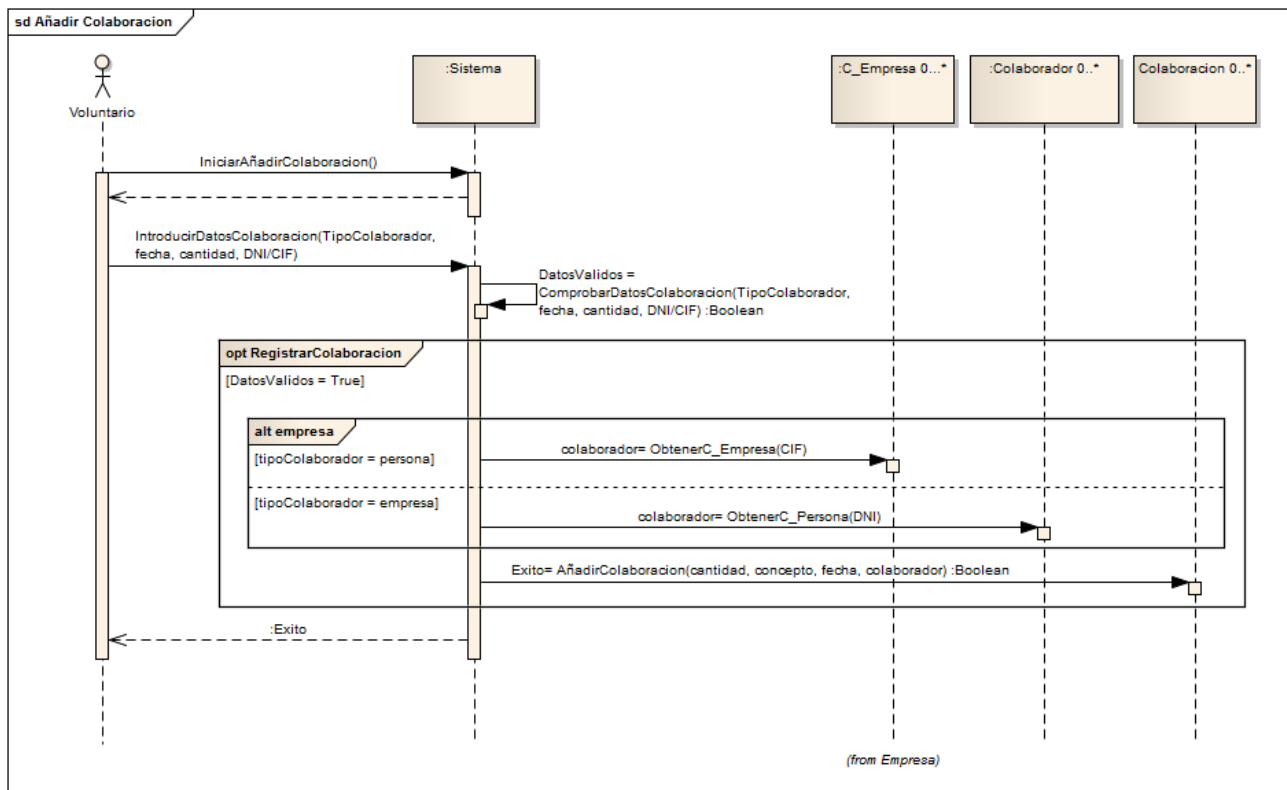 sd Añadir Colaboracion
:Sistema
:C_Empresa 0...*
:Colaborador 0..*
Colaboracion 0..*
Voluntario
IniciarAñadirColaboracion()
IntroducirDatosColaboracion(TipoColaborador,
fecha, cantidad, DNI/CIF)
DatosValidos =
ComprobarDatosColaboracion(TipoColaborador,
fecha, cantidad, DNI/CIF) :Boolean
opt RegistrarColaboracion
[DatosValidos = True]
alt empresa
[tipoColaborador = persona]
colaborador= ObtenerC_Empresa(CIF)
[tipoColaborador = empresa]
colaborador= ObtenerC_Persona(DNI)
Exito= AñadirColaboracion(cantidad, concepto, fecha, colaborador) :Boolean
:Exito
(from Empresa)